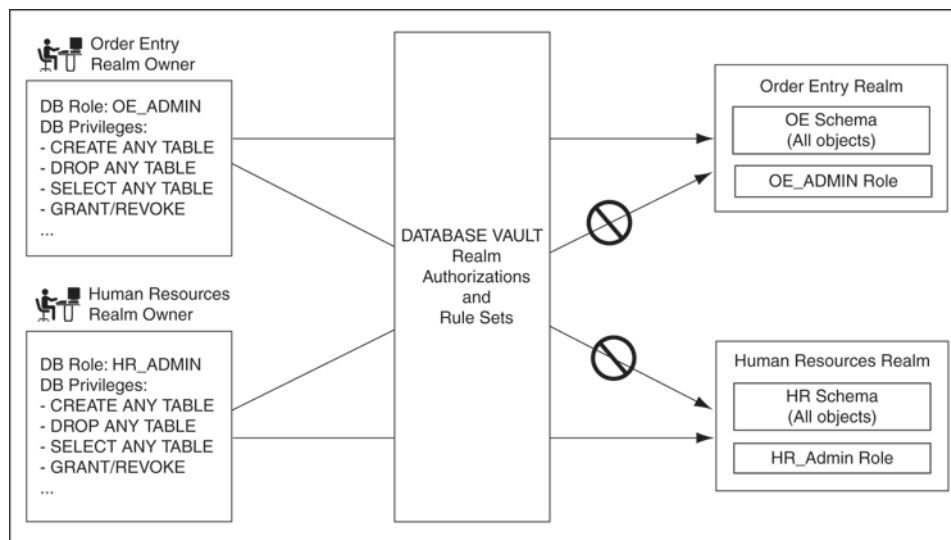 Order Entry
Realm Owner
DB Role: OE_ADMIN
DB Privileges:
- CREATE ANY TABLE
- DROP ANY TABLE
- SELECT ANY TABLE
- GRANT/REVOKE
...
Human Resources
Realm Owner
DB Role: HR_ADMIN
DB Privileges:
- CREATE ANY TABLE
- DROP ANY TABLE
- SELECT ANY TABLE
- GRANT/REVOKE
...
DATABASE VAULT
Realm
Authorizations
and
Rule Sets
Order Entry Realm
OE Schema
(All objects)
OE_ADMIN Role
Human Resources Realm
HR Schema
(All objects)
HR_Admin Role